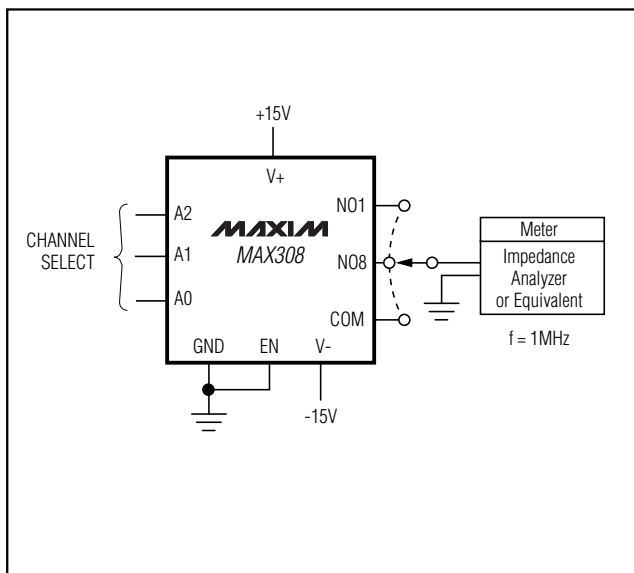 +15V
V+
A2
A1
A0
CHANNEL
SELECT
MAXIM
MAX308
NO1
NO8
COM
GND
EN
V-
-15V
Meter
Impedance
Analyzer
or Equivalent
f = 1MHz